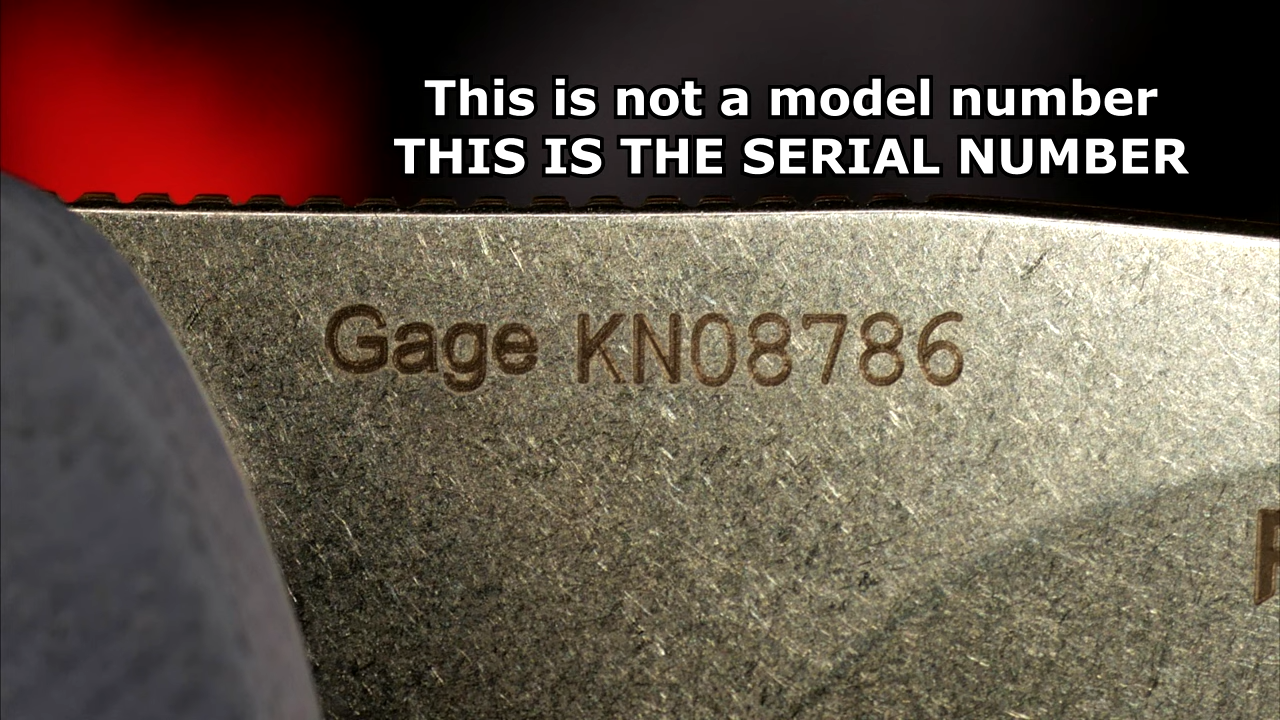 This is not a model number
THIS IS THE SERIAL NUMBER
Gage KN08786